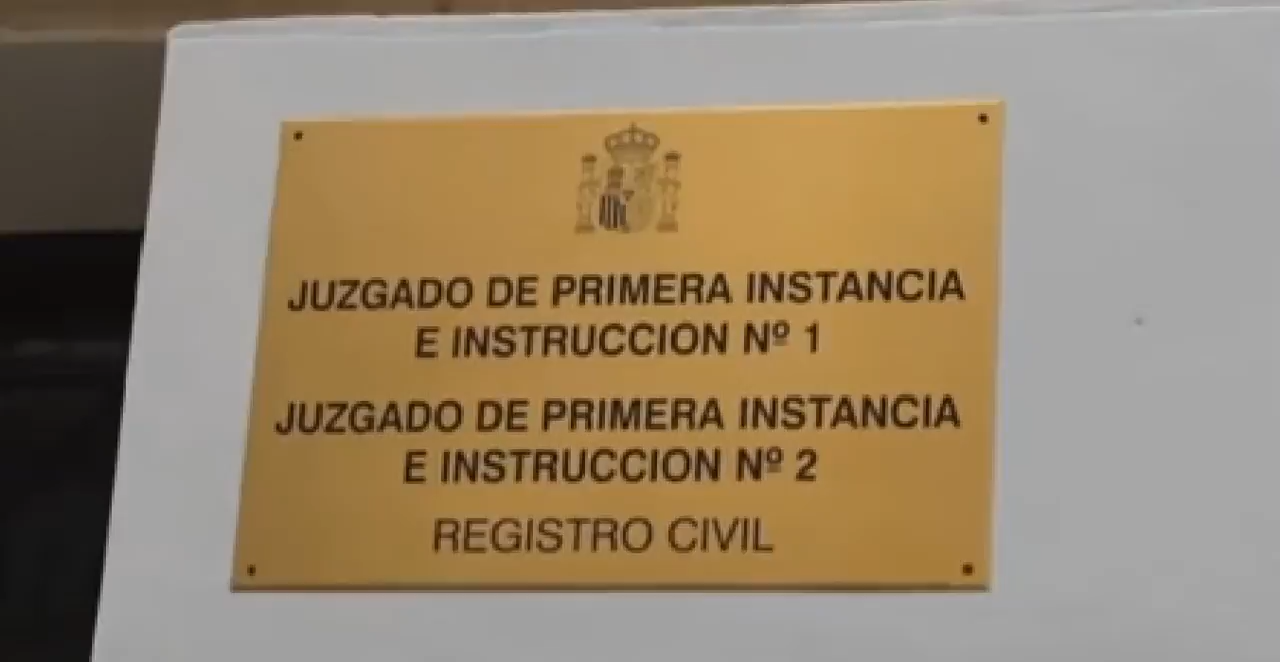 JUZGADO DE PRIMERA INSTANCIA
E INSTRUCCION Nº 1
JUZGADO DE PRIMERA INSTANCIA
E INSTRUCCION Nº 2
REGISTRO CIVIL